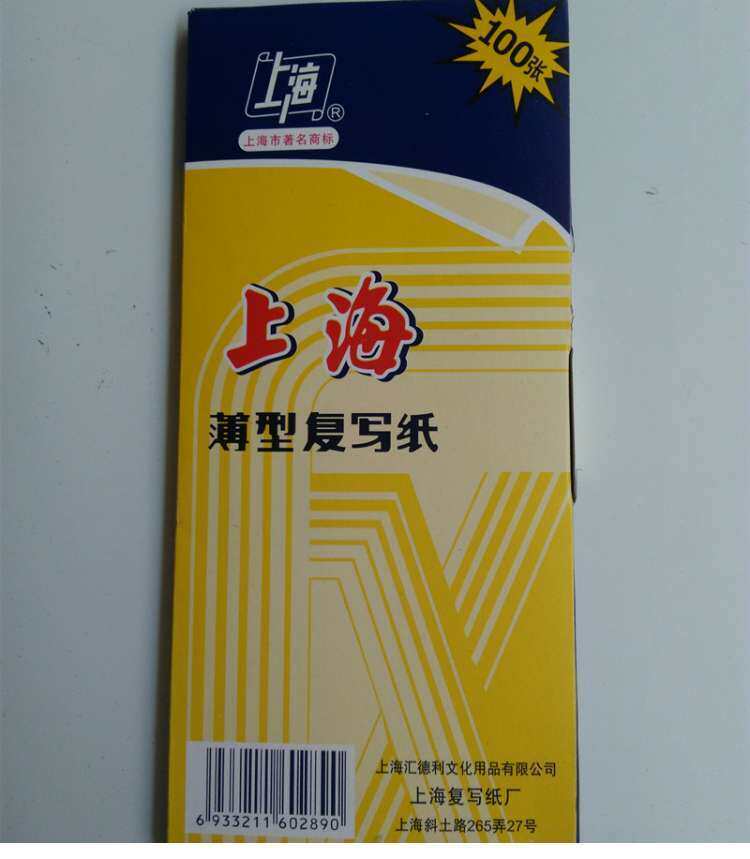 100张
上海®
上海市著名商标
上海
薄型复写纸
上海汇德利文化用品有限公司
上海复写纸厂
上海斜土路265弄27号
6 933211 602890